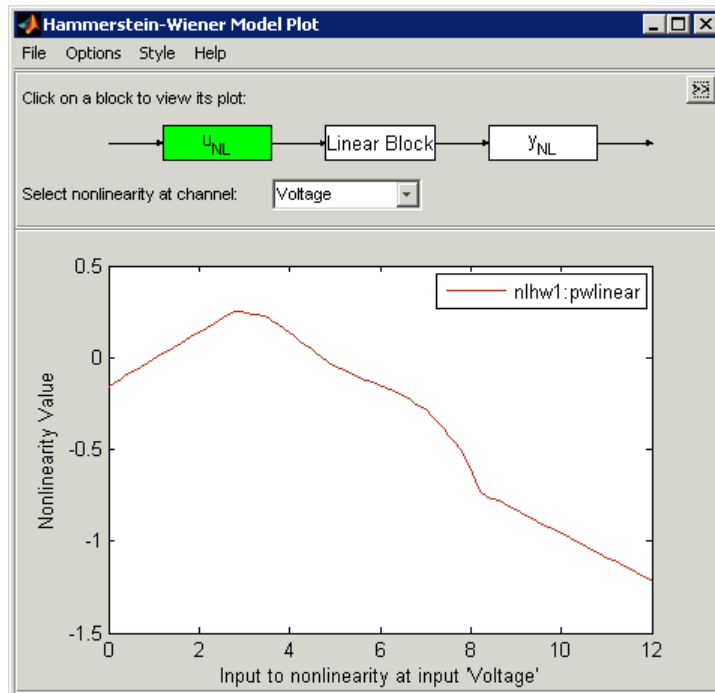 Hammerstein-Wiener Model Plot
File Options Style Help
Click on a block to view its plot:
uNL
Linear Block
yNL
Select nonlinearity at channel:
Voltage
nlhw1:pwlinear
Nonlinearity Value
0.5
0
-0.5
-1
-1.5
0 2 4 6 8 10 12
Input to nonlinearity at input 'Voltage'